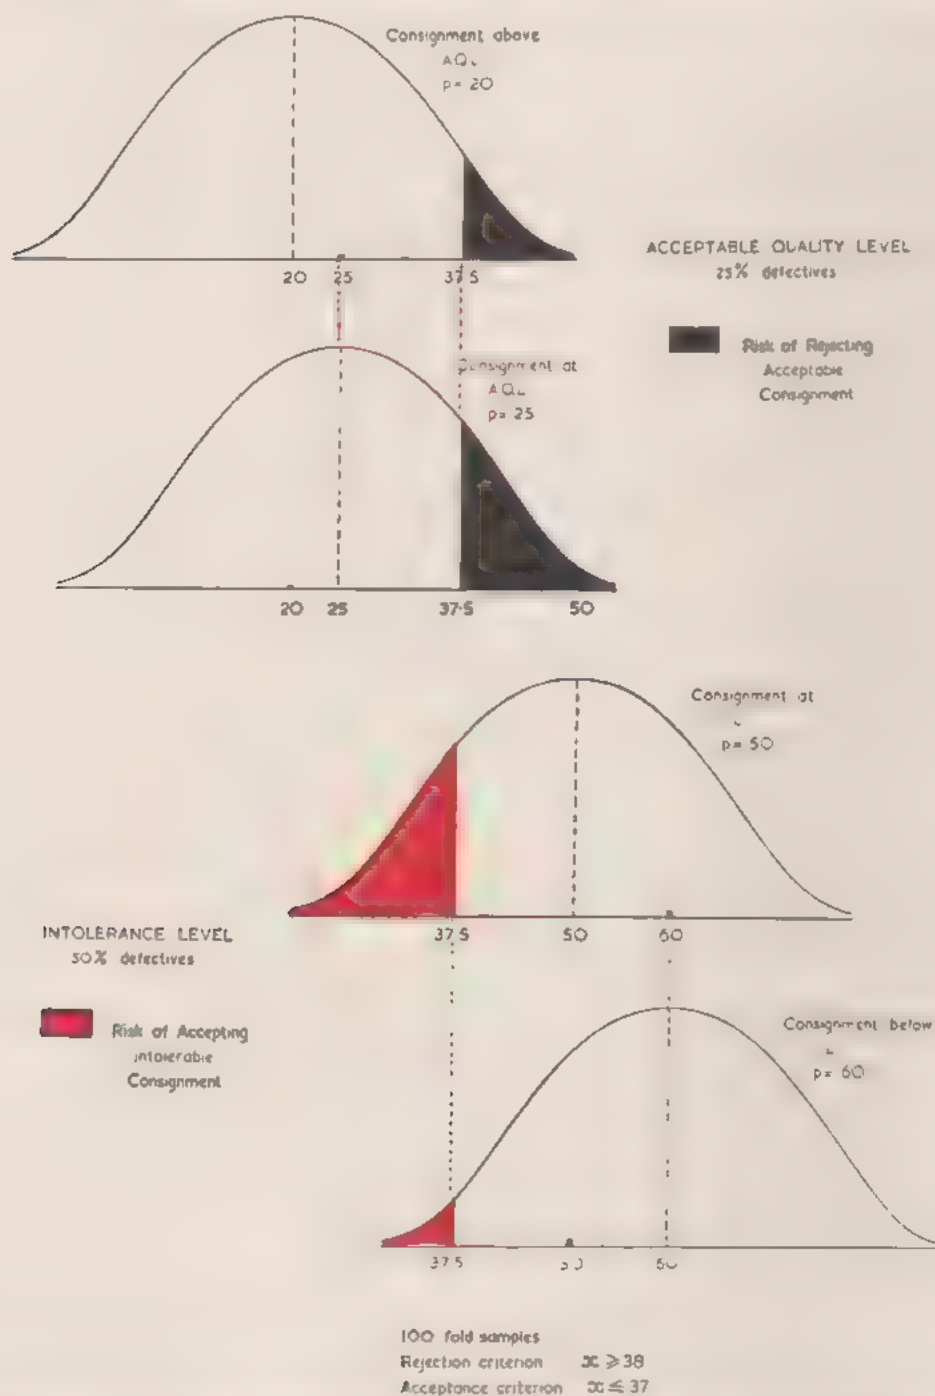 Consignment above
AQL
p= 20
20 25 37.5
ACCEPTABLE QUALITY LEVEL
25% defectives
Risk of Rejecting
Acceptable
Consignment
Consignment at
AQL
p= 25
20 25 37.5 50
Consignment at
p= 50
37.5 50 60
INTOLERANCE LEVEL
50% defectives
Risk of Accepting
Intolerable
Consignment
Consignment below
p= 60
37.5
100 fold samples
Rejection criterion x ⩾ 38
Acceptance criterion x ≤ 37